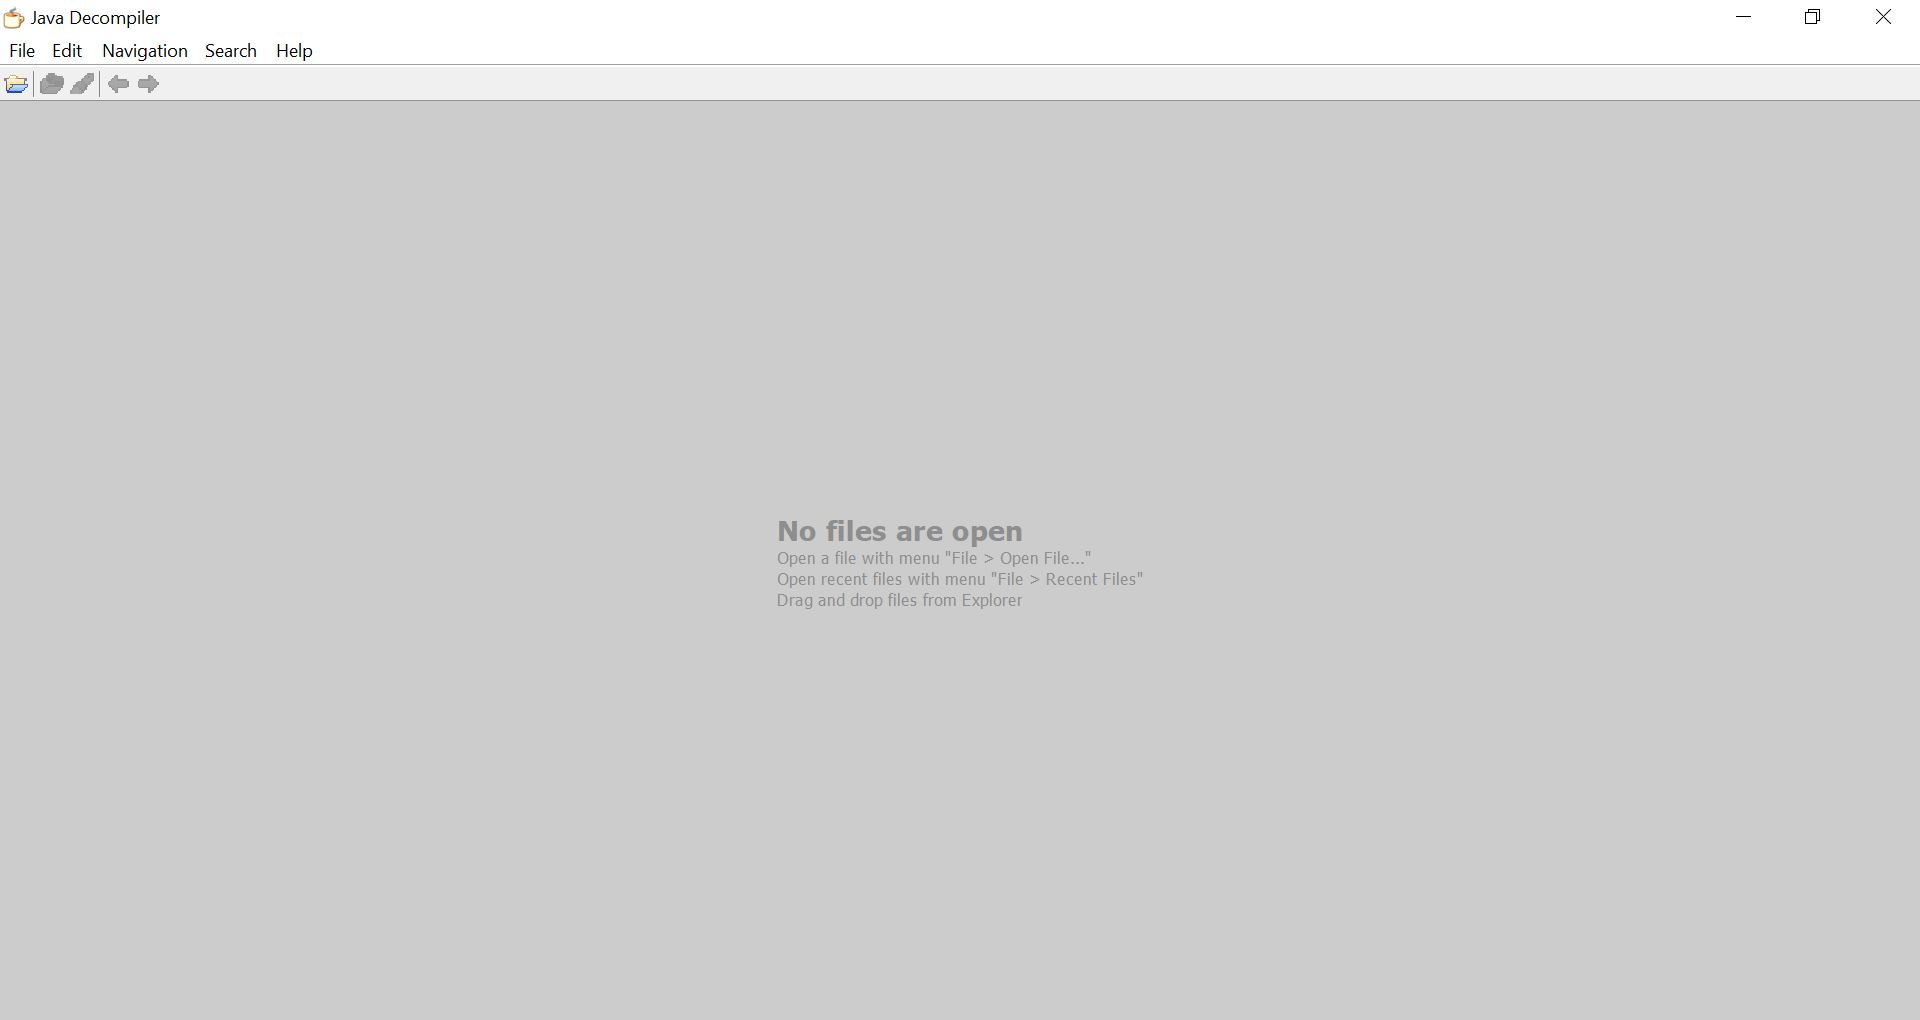 Java Decompiler
File Edit Navigation Search Help
No files are open
Open a file with menu "File > Open File..."
Open recent files with menu "File > Recent Files"
Drag and drop files from Explorer